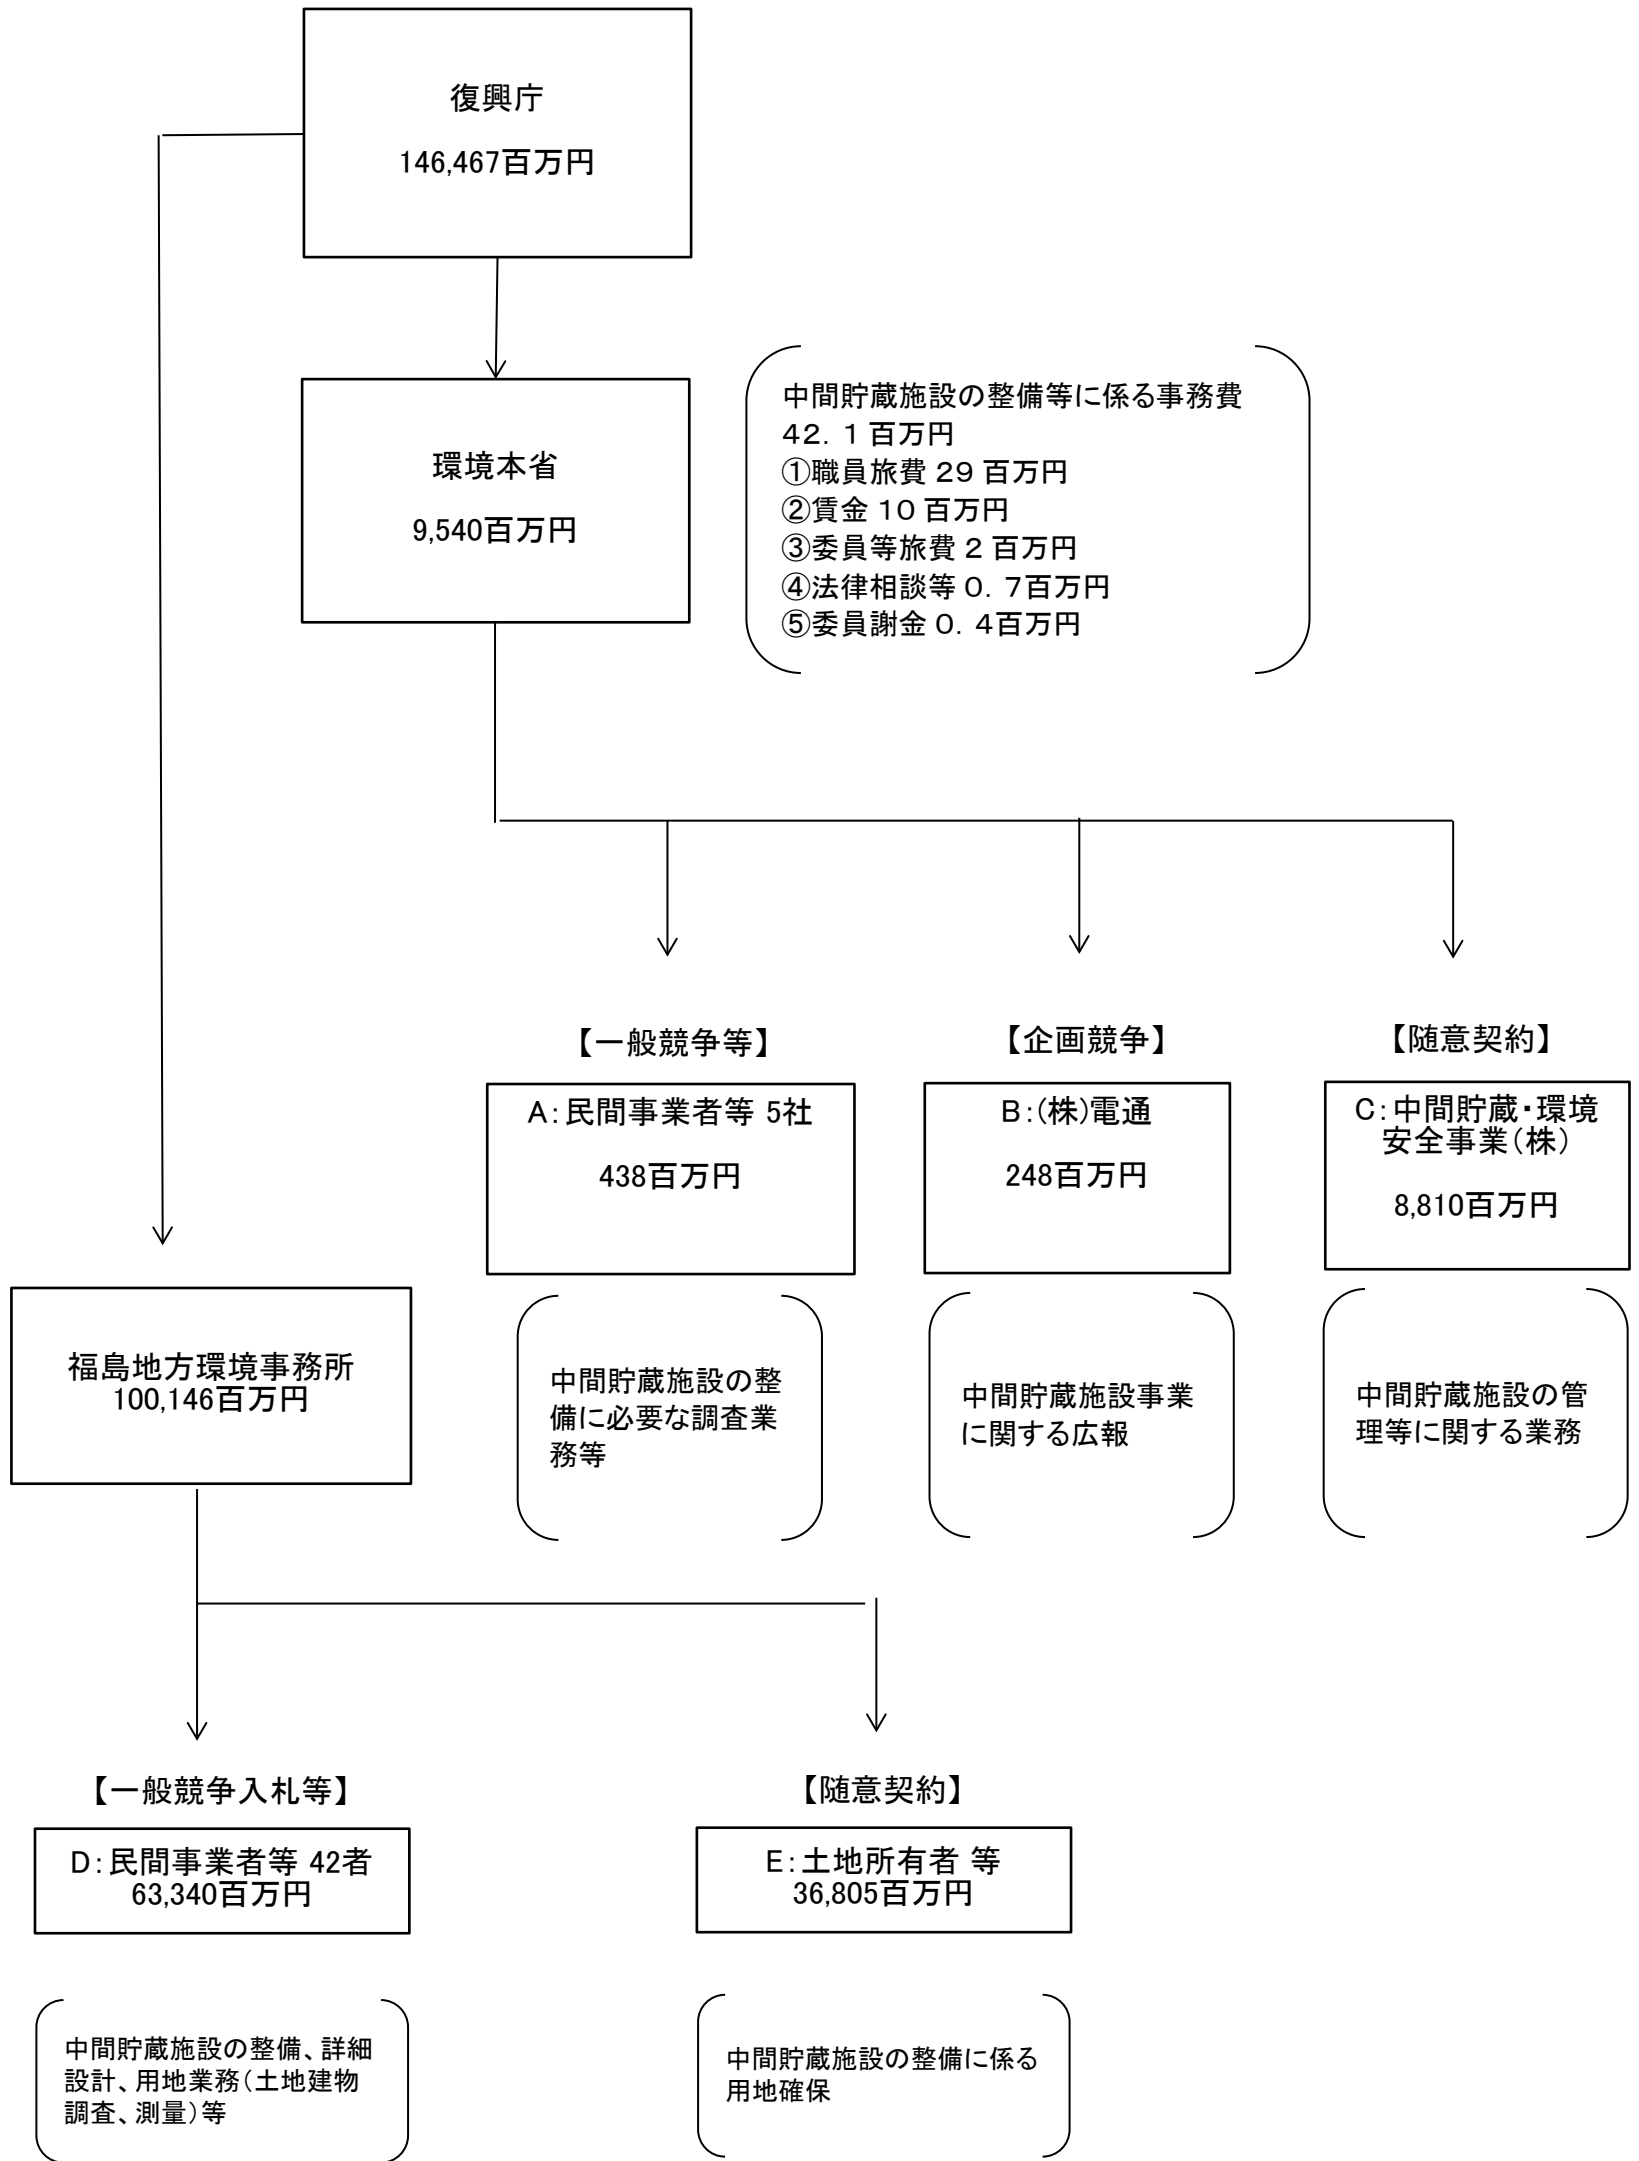 復興庁
146,467百万円
環境本省
9,540百万円
中間貯蔵施設の整備等に係る事務費
42．1百万円
①職員旅費 29 百万円
②賃金 10 百万円
③委員等旅費 2 百万円
④法律相談等 0．7百万円
⑤委員謝金 0．4百万円
【一般競争等】
A：民間事業者等 5社
438百万円
中間貯蔵施設の整
備に必要な調査業
務等
【企画競争】
B：(株)電通
248百万円
中間貯蔵施設事業
に関する広報
【随意契約】
C：中間貯蔵・環境
安全事業（株）
8,810百万円
中間貯蔵施設の管
理等に関する業務
福島地方環境事務所
100,146百万円
【一般競争入札等】
D：民間事業者等 42者
63,340百万円
中間貯蔵施設の整備、詳細
設計、用地業務（土地建物
調査、測量）等
【随意契約】
E：土地所有者 等
36,805百万円
中間貯蔵施設の整備に係る
用地確保